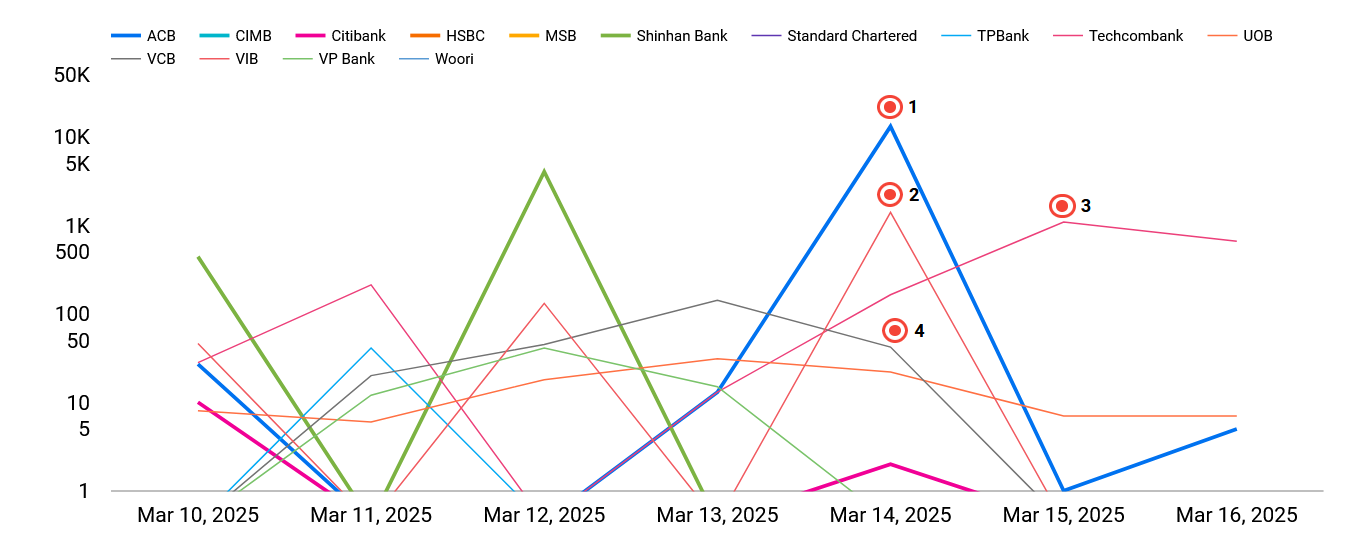 ACB CIMB Citibank HSBC MSB Shinhan Bank Standard Chartered TPBank Techcombank UOB
VCB VIB VP Bank Woori
50K
1
10K
5K
2
3
1K
500
100
4
50
10
5
1
Mar 10, 2025 Mar 11, 2025 Mar 12, 2025 Mar 13, 2025 Mar 14, 2025 Mar 15, 2025 Mar 16, 2025